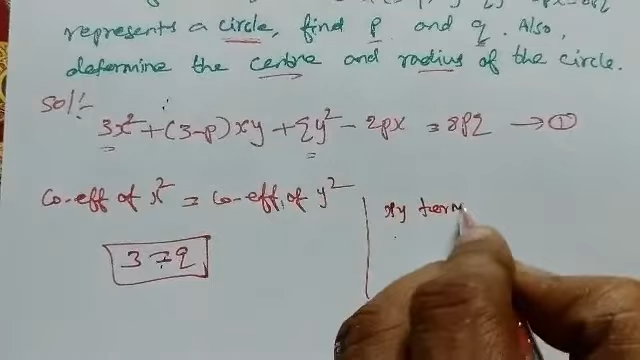 represents a circle, find p and q. Also,
determine the centre and radius of the circle.
Sol:-
3x² + (3-p)xy + qy² - 2px = 8pq → ①
Co-eff of x² = Co-eff. of y²
xy term
3 = q